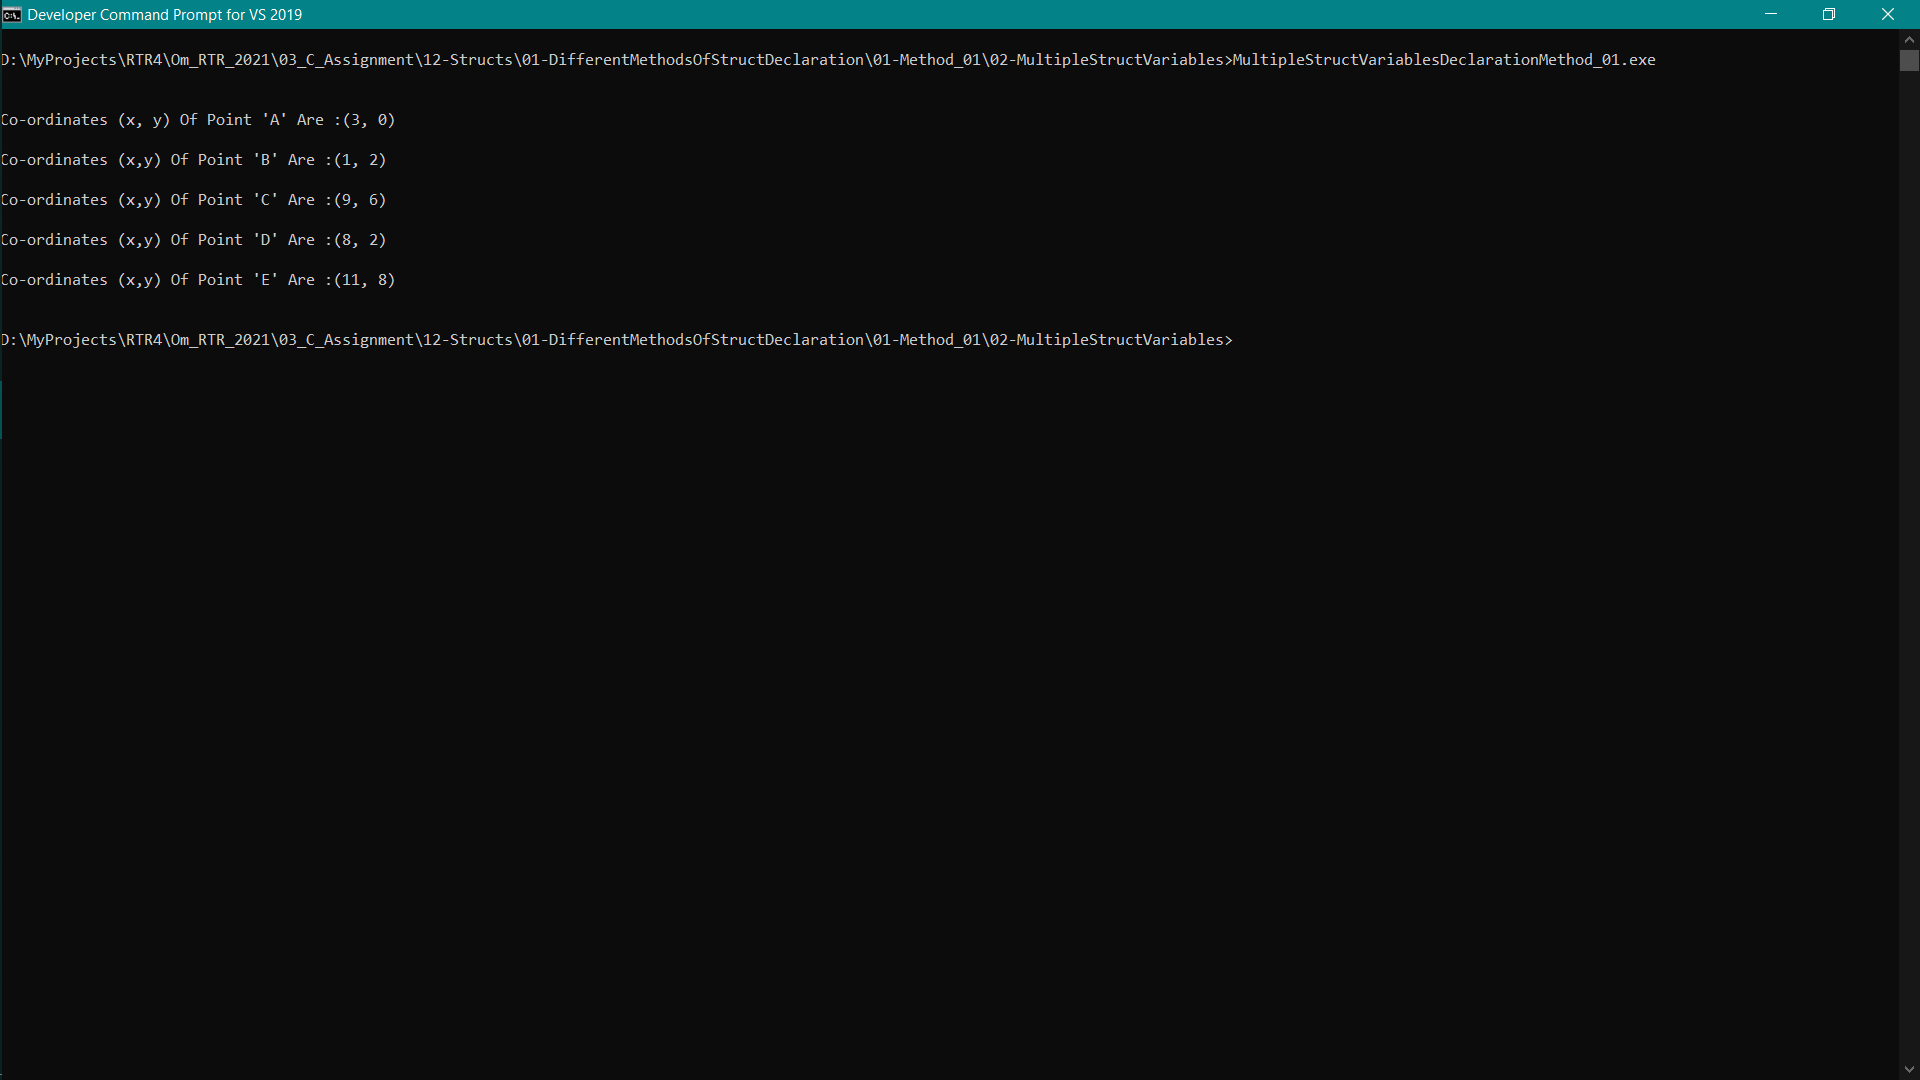 Developer Command Prompt for VS 2019
D:\MyProjects\RTR4\Om_RTR_2021\03_C_Assignment\12-Structs\01-DifferentMethodsOfStructDeclaration\01-Method_01\02-MultipleStructVariables>MultipleStructVariablesDeclarationMethod_01.exe
Co-ordinates (x, y) Of Point 'A' Are :(3, 0)
Co-ordinates (x,y) Of Point 'B' Are :(1, 2)
Co-ordinates (x,y) Of Point 'C' Are :(9, 6)
Co-ordinates (x,y) Of Point 'D' Are :(8, 2)
Co-ordinates (x,y) Of Point 'E' Are :(11, 8)
D:\MyProjects\RTR4\Om_RTR_2021\03_C_Assignment\12-Structs\01-DifferentMethodsOfStructDeclaration\01-Method_01\02-MultipleStructVariables>